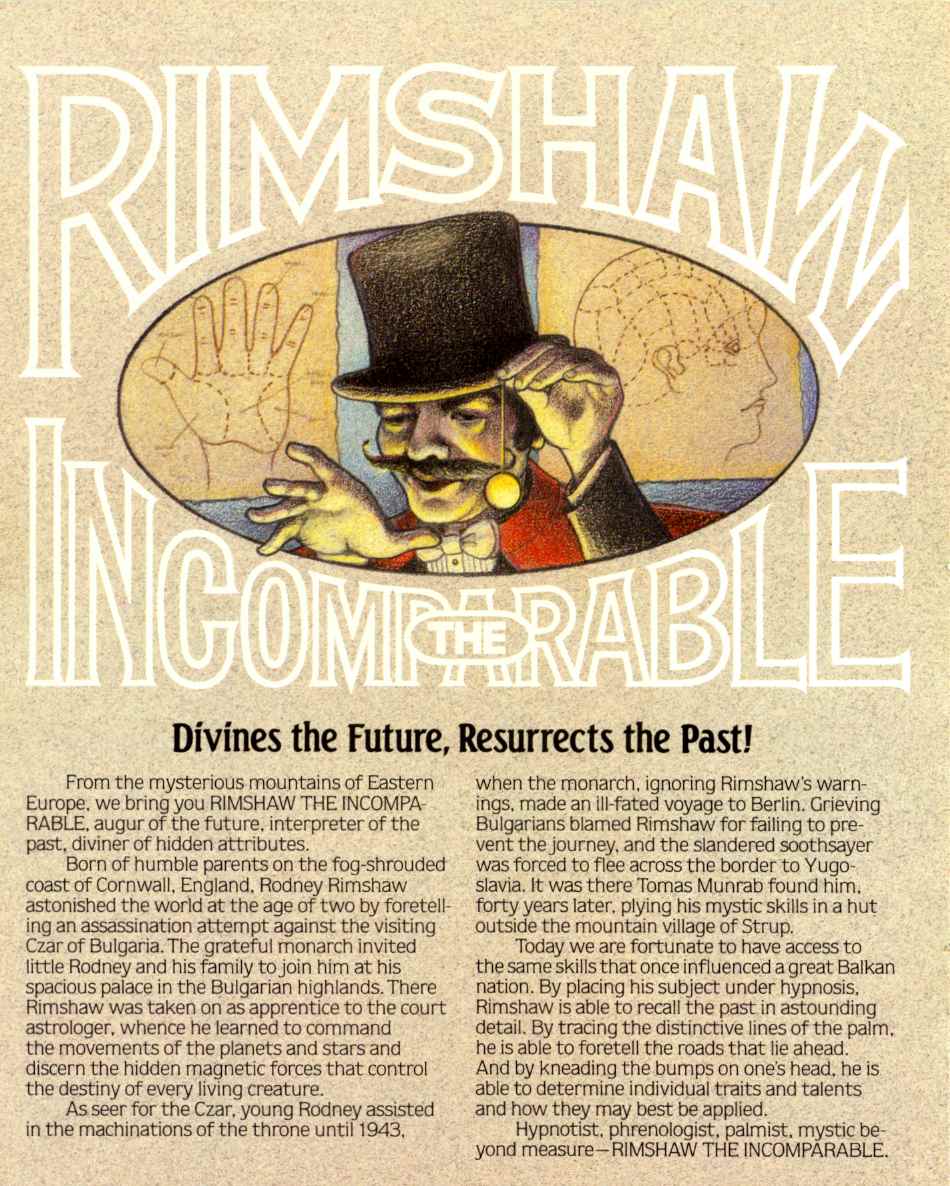 RIMSHAW
THE
INCOMPARABLE
Divines the Future, Resurrects the Past!
From the mysterious mountains of Eastern
Europe, we bring you RIMSHAW THE INCOMPA-
RABLE, augur of the future, interpreter of the
past, diviner of hidden attributes.
Born of humble parents on the fog-shrouded
coast of Cornwall, England, Rodney Rimshaw
astonished the world at the age of two by foretell-
ing an assassination attempt against the visiting
Czar of Bulgaria. The grateful monarch invited
little Rodney and his family to join him at his
spacious palace in the Bulgarian highlands. There
Rimshaw was taken on as apprentice to the court
astrologer, whence he learned to command
the movements of the planets and stars and
discern the hidden magnetic forces that control
the destiny of every living creature.
As seer for the Czar, young Rodney assisted
in the machinations of the throne until 1943,
when the monarch, ignoring Rimshaw's warn-
ings, made an ill-fated voyage to Berlin. Grieving
Bulgarians blamed Rimshaw for failing to pre-
vent the journey, and the slandered soothsayer
was forced to flee across the border to Yugo-
slavia. It was there Tomas Munrab found him,
forty years later, plying his mystic skills in a hut
outside the mountain village of Strup.
Today we are fortunate to have access to
the same skills that once influenced a great Balkan
nation. By placing his subject under hypnosis,
Rimshaw is able to recall the past in astounding
detail. By tracing the distinctive lines of the palm,
he is able to foretell the roads that lie ahead.
And by kneading the bumps on one's head, he is
able to determine individual traits and talents
and how they may best be applied.
Hypnotist, phrenologist, palmist, mystic be-
yond measure—RIMSHAW THE INCOMPARABLE.